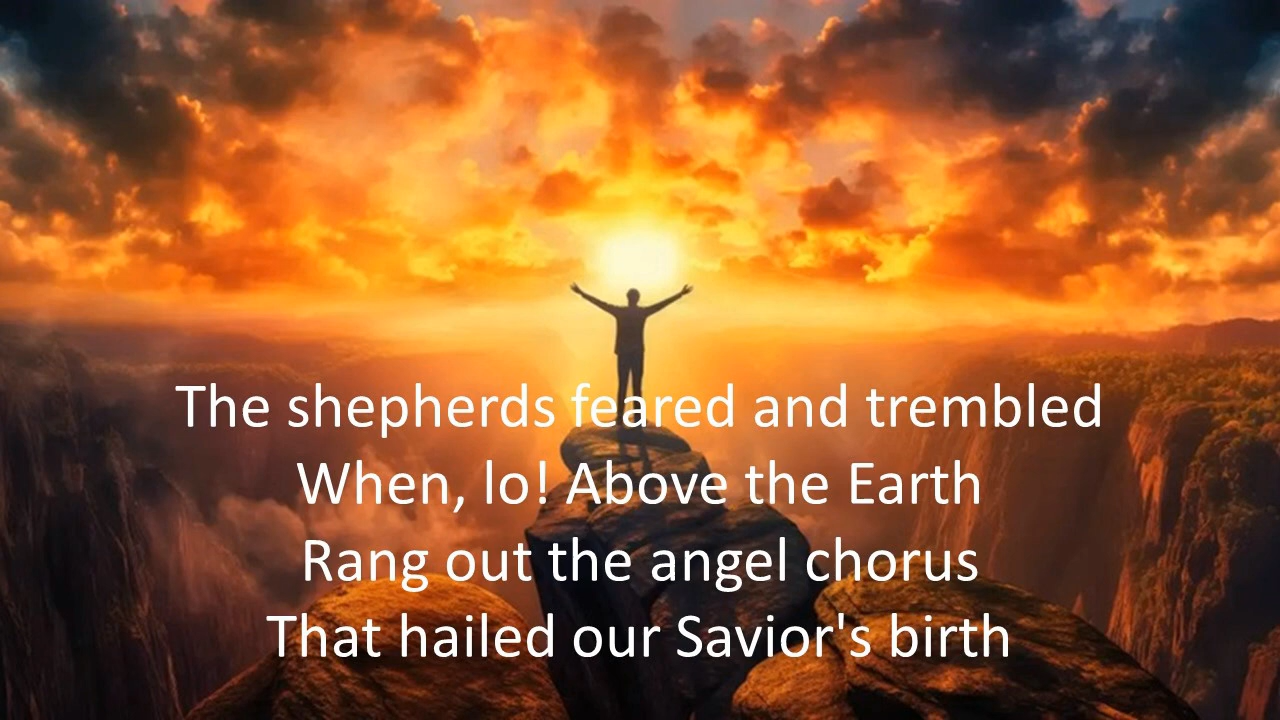 The shepherds feared and trembled
When, lo! Above the Earth
Rang out the angel chorus
That hailed our Savior's birth